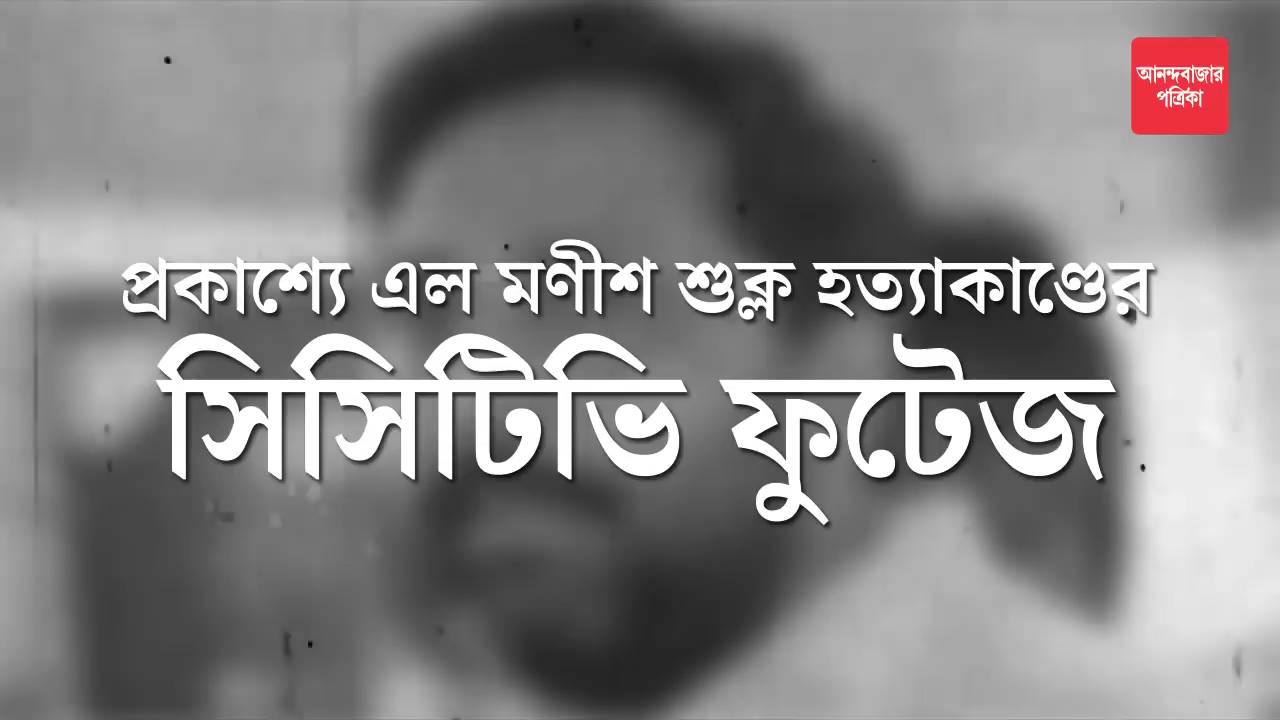 আনন্দবাজার
পত্রিকা
প্রকাশ্যে এল মণীশ শুক্ল হত্যাকাণ্ডের
সিসিটিভি ফুটেজ